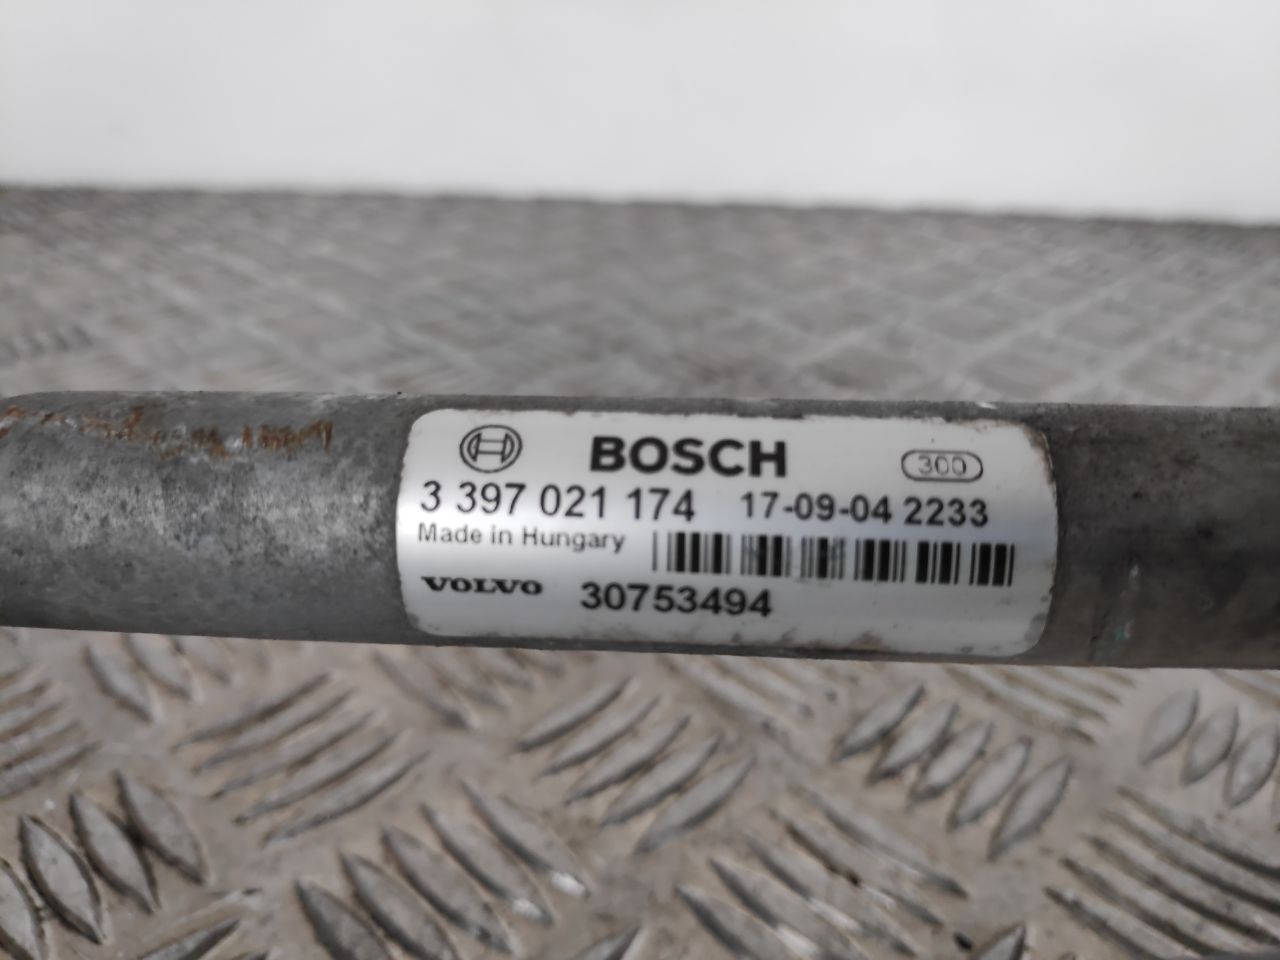 BOSCH 300
3 397 021 174 17-09-04 2233
Made in Hungary
VOLVO 30753494